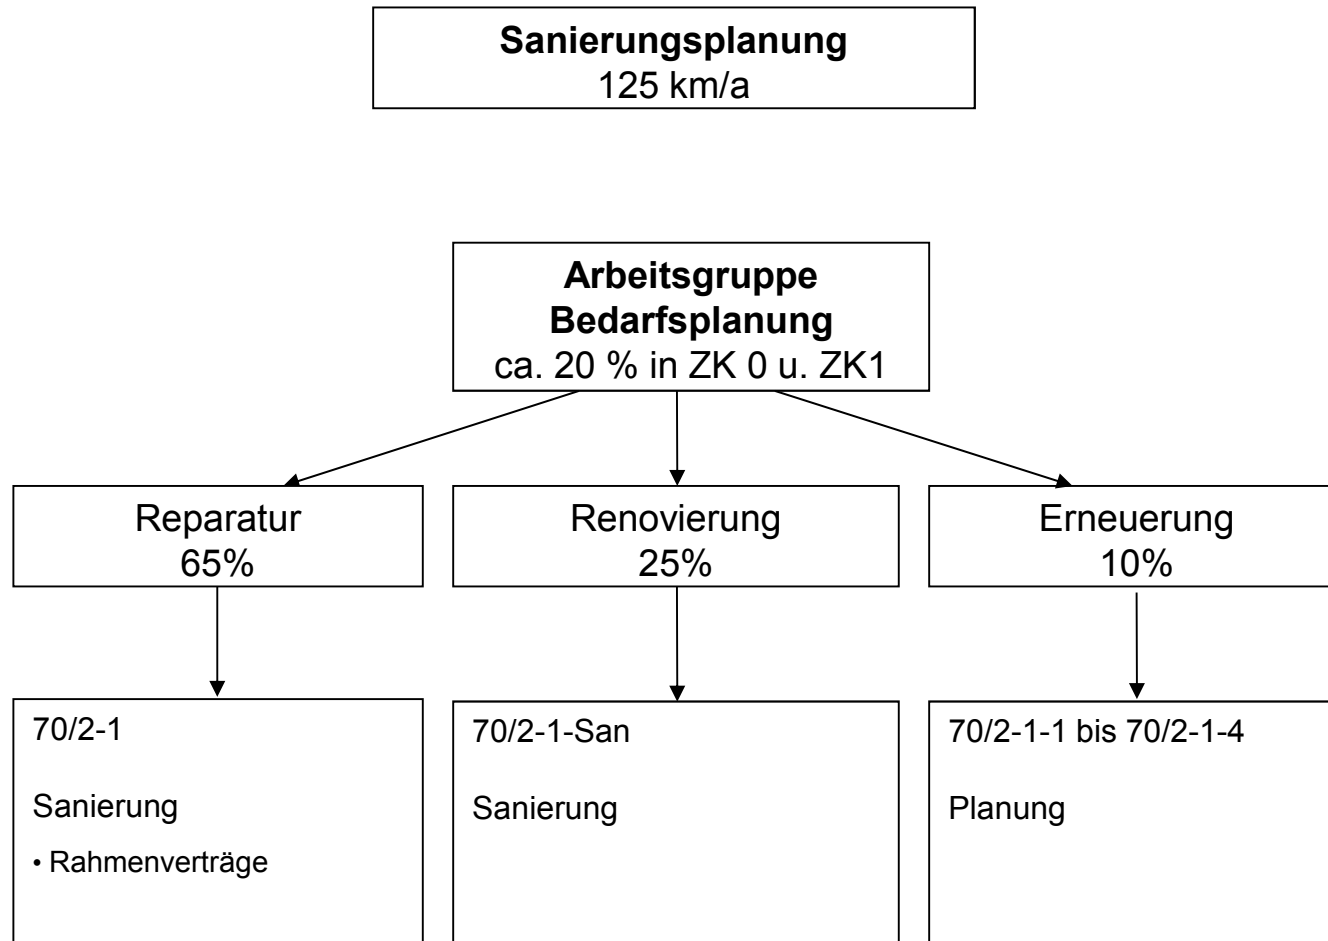 Sanierungsplanung
125 km/a
Arbeitsgruppe
Bedarfsplanung
ca. 20 % in ZK 0 u. ZK1
Reparatur
65%
Renovierung
25%
Erneuerung
10%
70/2-1
Sanierung
• Rahmenverträge
70/2-1-San
Sanierung
70/2-1-1 bis 70/2-1-4
Planung